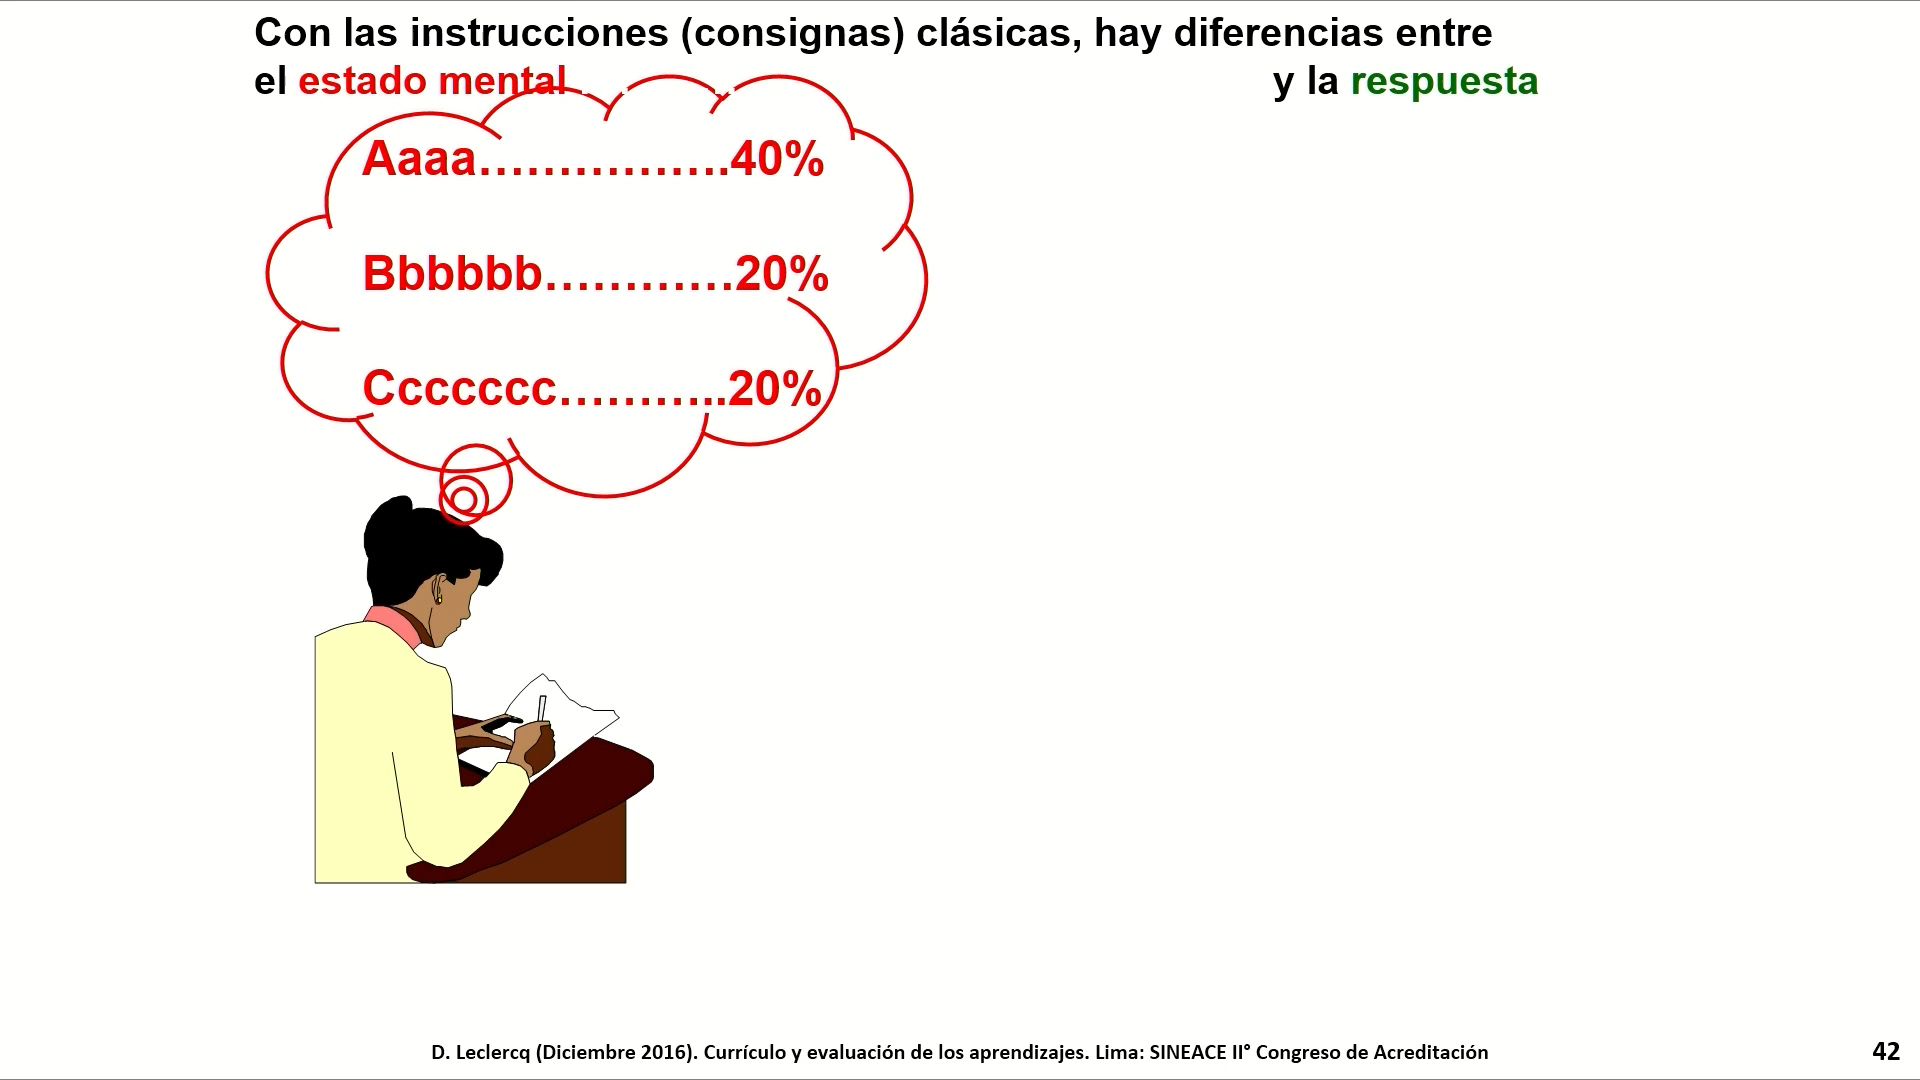 Con las instrucciones (consignas) clásicas, hay diferencias entre
el estado mental y la respuesta
Aaaa…………….40%
Bbbbbb…………20%
Ccccccc………..20%
D. Leclercq (Diciembre 2016). Currículo y evaluación de los aprendizajes. Lima: SINEACE II° Congreso de Acreditación
42